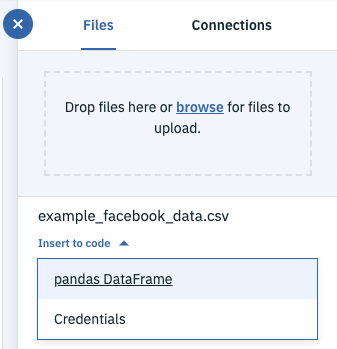 Files
Connections
Drop files here or browse for files to
upload.
example_facebook_data.csv
Insert to code
pandas DataFrame
Credentials